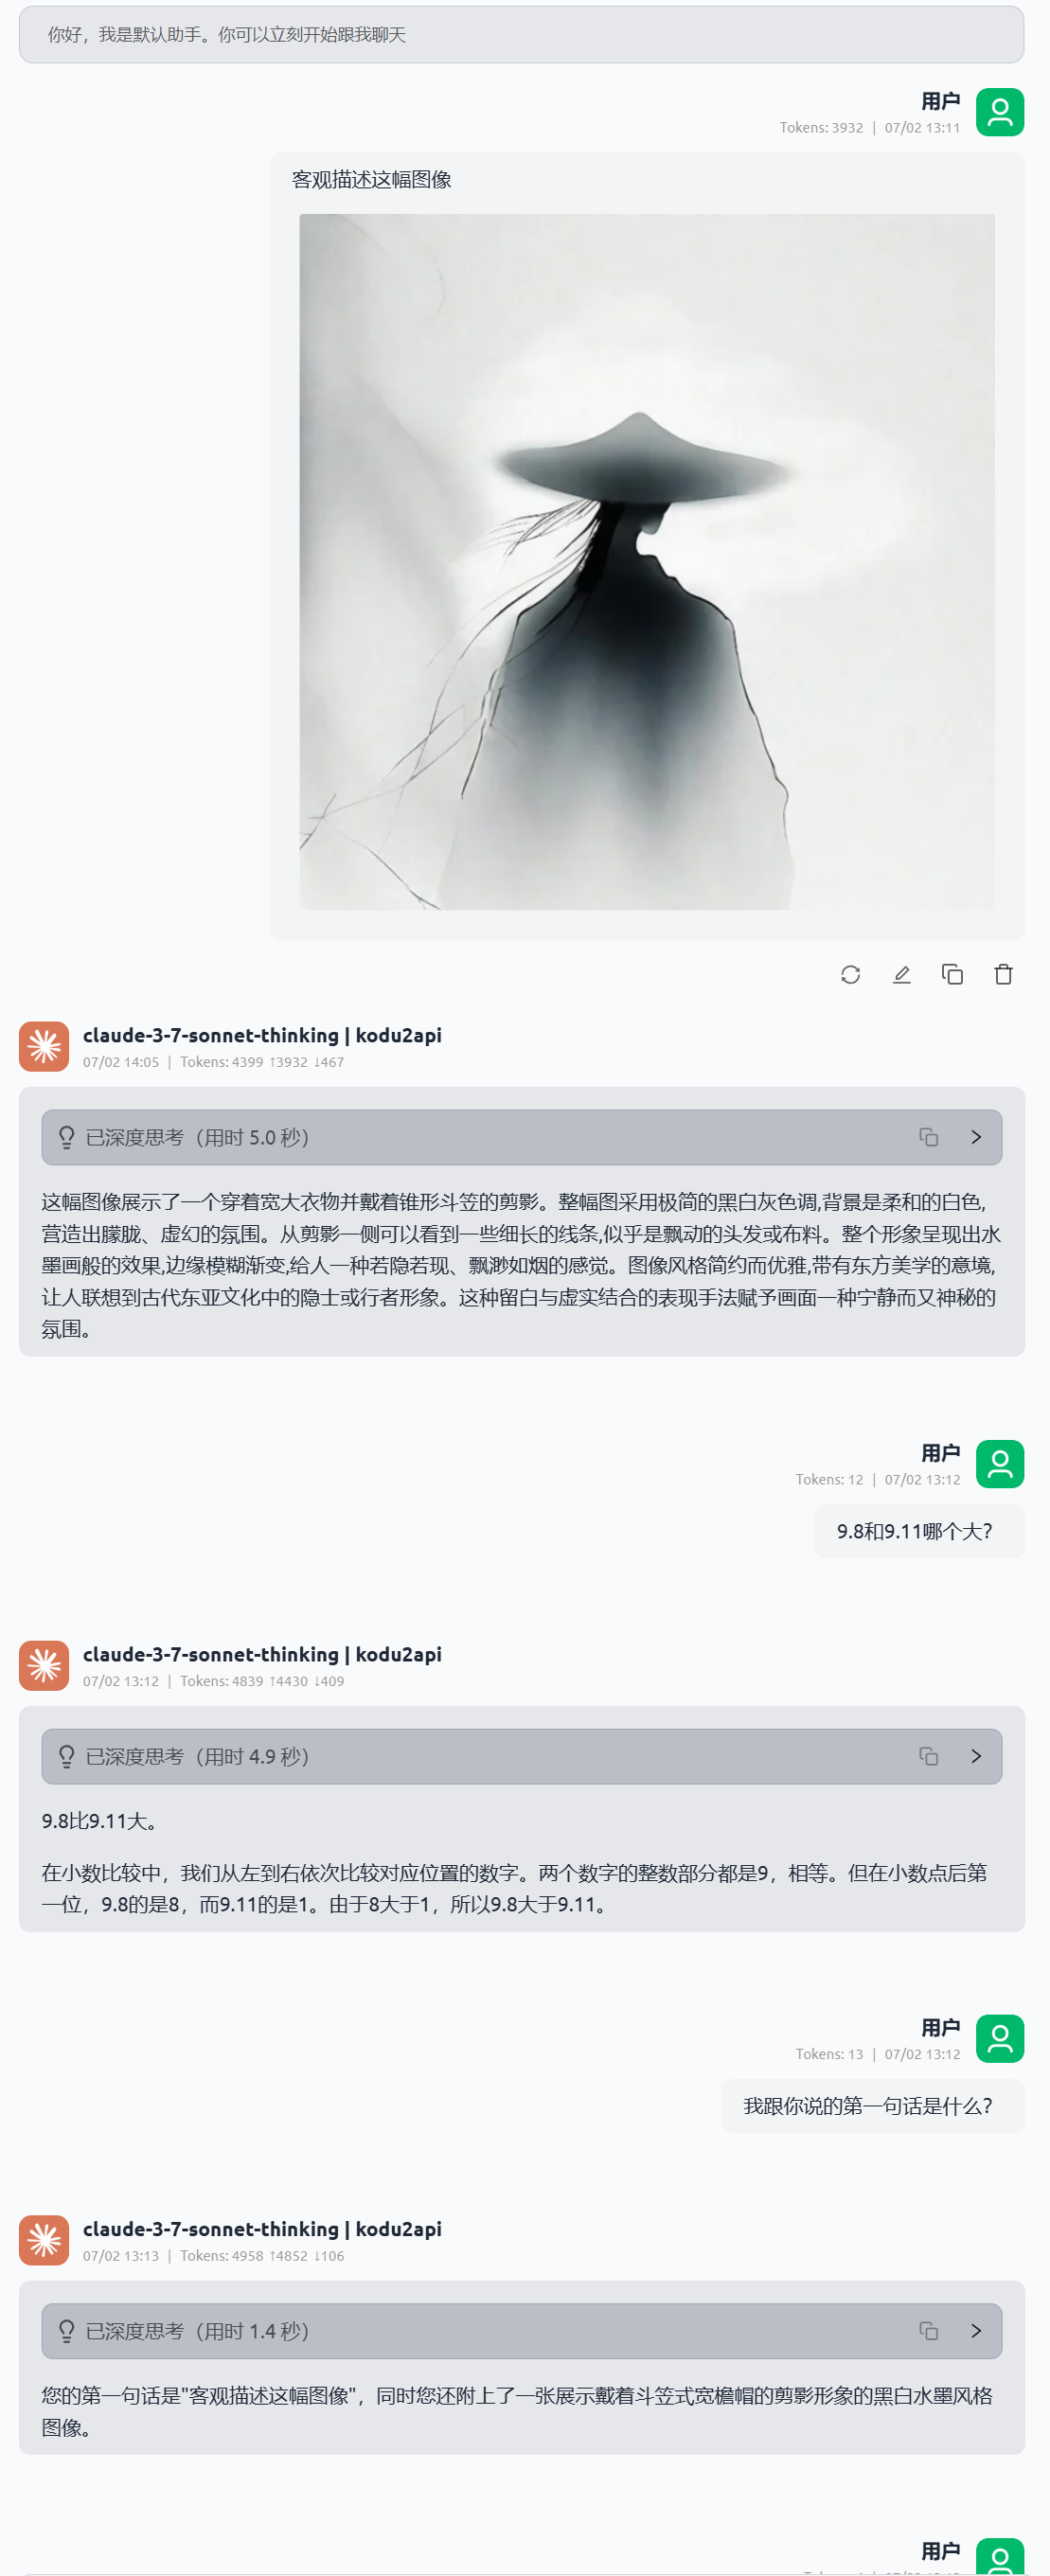 你好，我是默认助手。你可以立刻开始跟我聊天
用户
Tokens: 3932 | 07/02 13:11
客观描述这幅图像
claude-3-7-sonnet-thinking | kodu2api
07/02 14:05 | Tokens: 4399 ↑3932 ↓467
已深度思考（用时 5.0 秒）
这幅图像展示了一个穿着宽大衣物并戴着锥形斗笠的剪影。整幅图采用极简的黑白灰色调,背景是柔和的白色,
营造出朦胧、虚幻的氛围。从剪影一侧可以看到一些细长的线条,似乎是飘动的头发或布料。整个形象呈现出水
墨画般的效果,边缘模糊渐变,给人一种若隐若现、飘渺如烟的感觉。图像风格简约而优雅,带有东方美学的意境,
让人联想到古代东亚文化中的隐士或行者形象。这种留白与虚实结合的表现手法赋予画面一种宁静而又神秘的
氛围。
用户
Tokens: 12 | 07/02 13:12
9.8和9.11哪个大?
claude-3-7-sonnet-thinking | kodu2api
07/02 13:12 | Tokens: 4839 ↑4430 ↓409
已深度思考（用时 4.9 秒）
9.8比9.11大。
在小数比较中，我们从左到右依次比较对应位置的数字。两个数字的整数部分都是9，相等。但在小数点后第
一位，9.8的是8，而9.11的是1。由于8大于1，所以9.8大于9.11。
用户
Tokens: 13 | 07/02 13:12
我跟你说的第一句话是什么?
claude-3-7-sonnet-thinking | kodu2api
07/02 13:13 | Tokens: 4958 ↑4852 ↓106
已深度思考（用时 1.4 秒）
您的第一句话是"客观描述这幅图像"，同时您还附上了一张展示戴着斗笠式宽檐帽的剪影形象的黑白水墨风格
图像。
用户